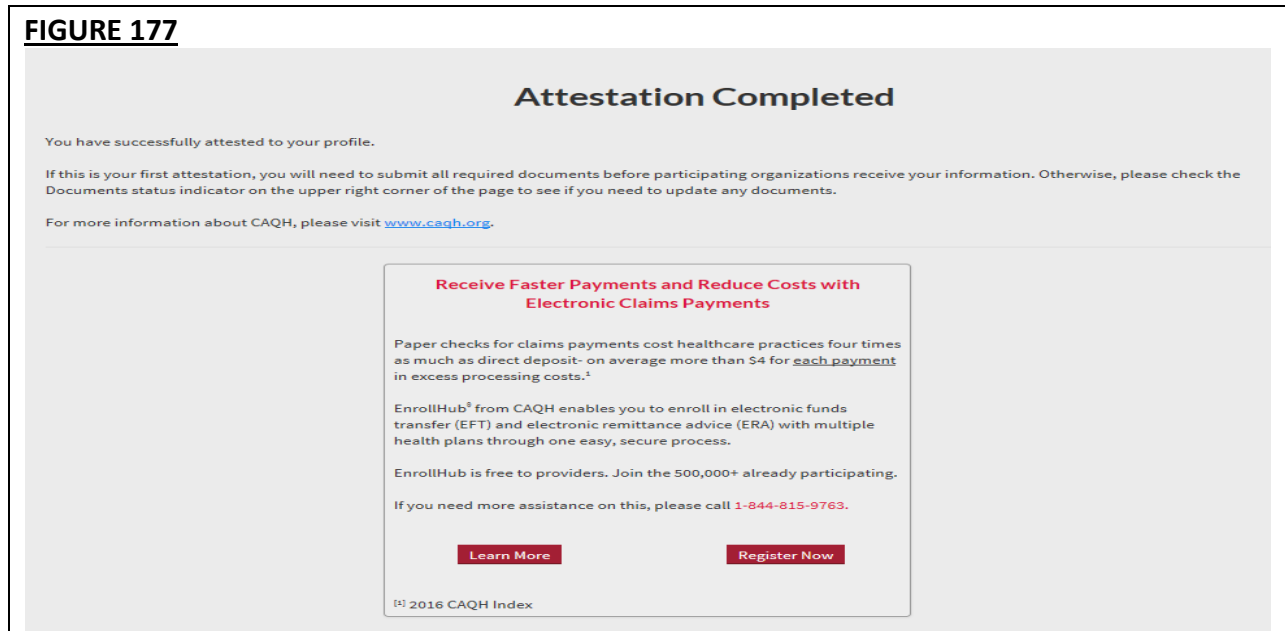 FIGURE 177
Attestation Completed
You have successfully attested to your profile.
If this is your first attestation, you will need to submit all required documents before participating organizations receive your information. Otherwise, please check the
Documents status indicator on the upper right corner of the page to see if you need to update any documents.
For more information about CAQH, please visit www.caqh.org.
Receive Faster Payments and Reduce Costs with
Electronic Claims Payments
Paper checks for claims payments cost healthcare practices four times
as much as direct deposit- on average more than $4 for each payment
in excess processing costs.¹
EnrollHub® from CAQH enables you to enroll in electronic funds
transfer (EFT) and electronic remittance advice (ERA) with multiple
health plans through one easy, secure process.
EnrollHub is free to providers. Join the 500,000+ already participating.
If you need more assistance on this, please call 1-844-815-9763.
Learn More Register Now
[1] 2016 CAQH Index